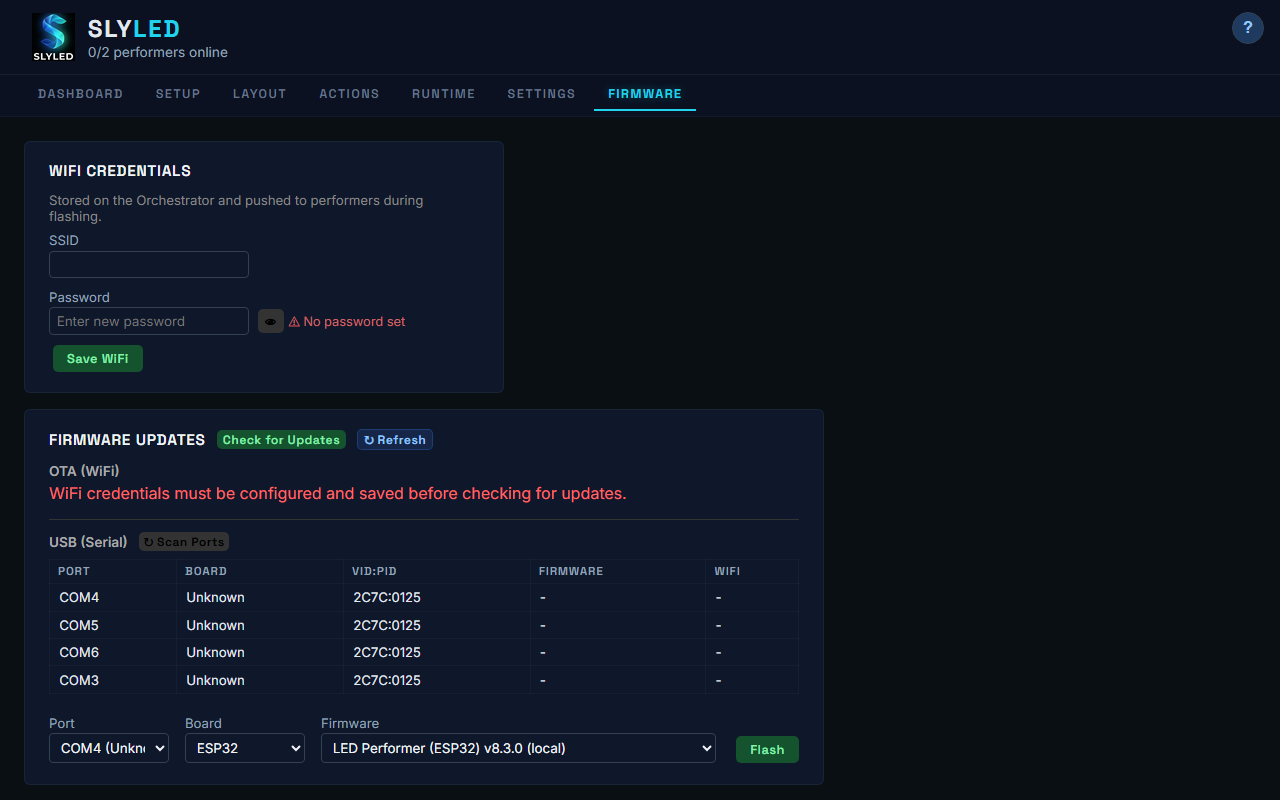 SLYLED
SLYLED
0/2 performers online
?
DASHBOARD SETUP LAYOUT ACTIONS RUNTIME SETTINGS FIRMWARE
WIFI CREDENTIALS
Stored on the Orchestrator and pushed to performers during
flashing.
SSID
Password
Enter new password ⚠ No password set
Save WiFi
FIRMWARE UPDATES Check for Updates ↻ Refresh
OTA (WiFi)
WiFi credentials must be configured and saved before checking for updates.
USB (Serial) ↻ Scan Ports
PORT BOARD VID:PID FIRMWARE WIFI
COM4 Unknown 2C7C:0125 - -
COM5 Unknown 2C7C:0125 - -
COM6 Unknown 2C7C:0125 - -
COM3 Unknown 2C7C:0125 - -
Port Board Firmware
COM4 (Unkn ESP32 LED Performer (ESP32) v8.3.0 (local) Flash